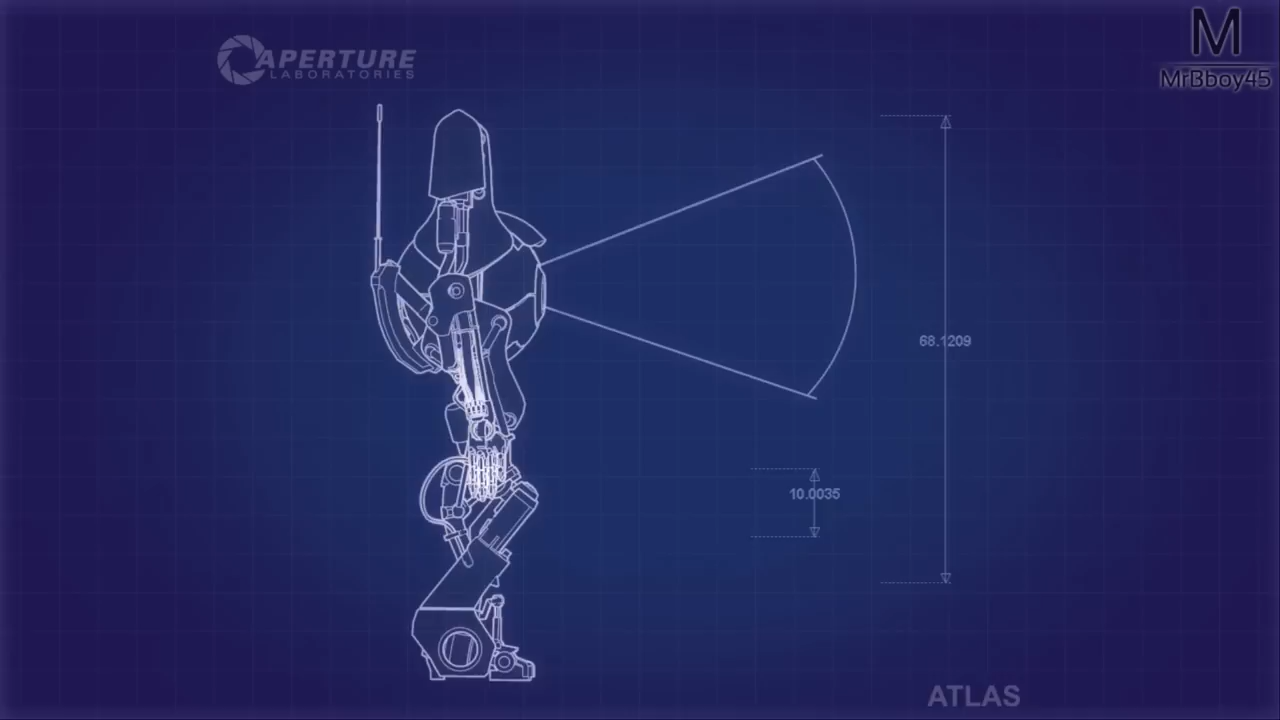 APERTURE
LABORATORIES
M
MrBboy45
68.1209
10.0035
ATLAS